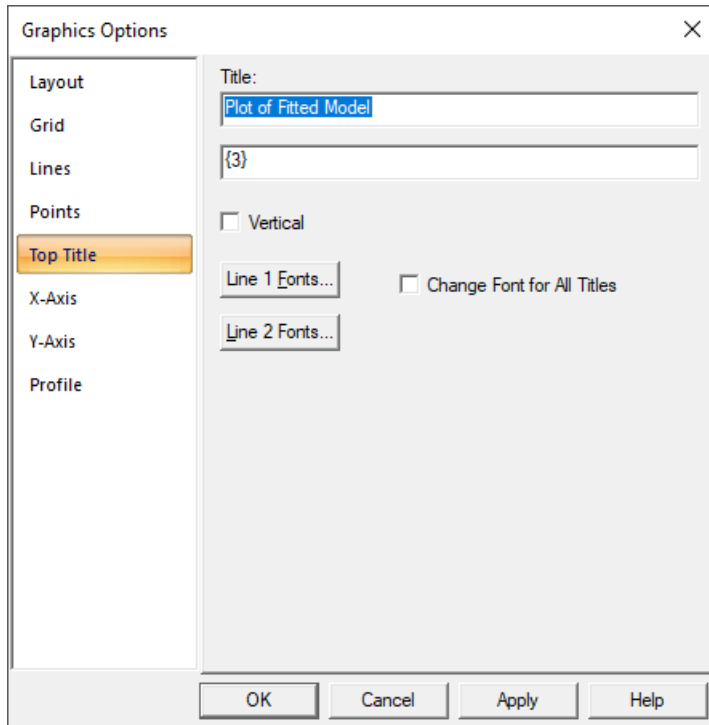 Graphics Options
Layout
Grid
Lines
Points
Top Title
X-Axis
Y-Axis
Profile
Title:
Plot of Fitted Model
{3}
Vertical
Line 1 Fonts...
Change Font for All Titles
Line 2 Fonts...
OK
Cancel
Apply
Help